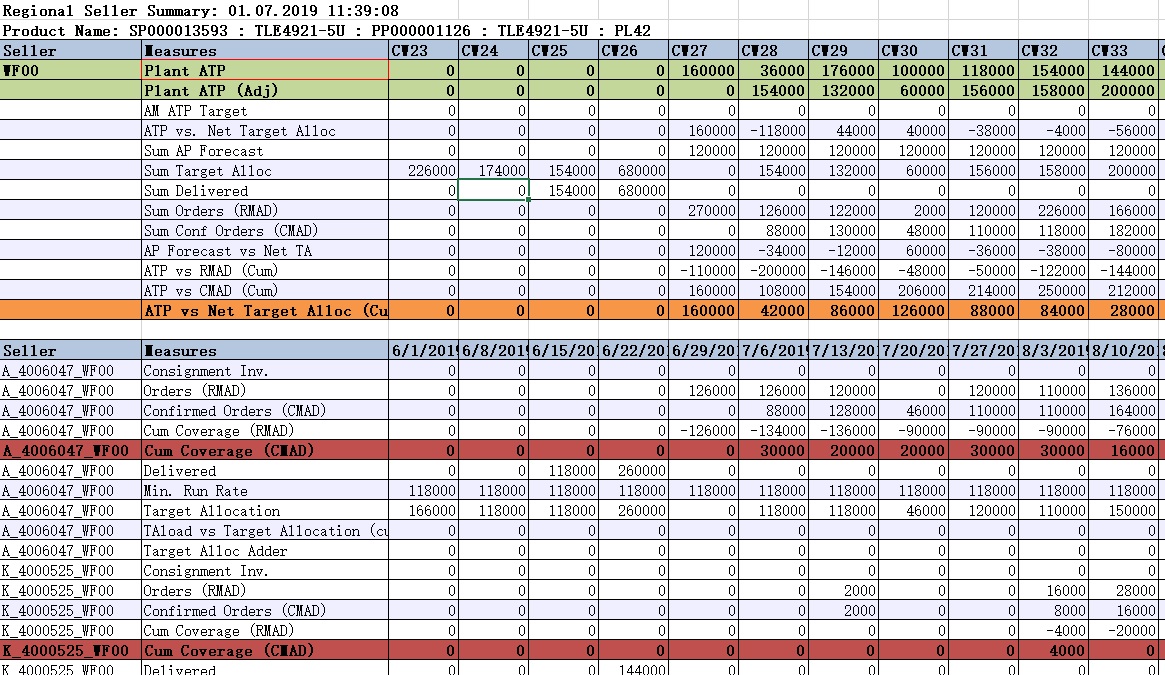 Regional Seller Summary: 01.07.2019 11:39:08
Product Name: SP000013593 : TLE4921-5U : PP000001126 : TLE4921-5U : PL42
Seller Measures CW23 CW24 CW25 CW26 CW27 CW28 CW29 CW30 CW31 CW32 CW33
WF00 Plant ATP 0 0 0 0 160000 36000 176000 100000 118000 154000 144000
Plant ATP (Adj) 0 0 0 0 0 154000 132000 60000 156000 158000 200000
AM ATP Target 0 0 0 0 0 0 0 0 0 0 0
ATP vs. Net Target Alloc 0 0 0 0 160000 -118000 44000 40000 -38000 -4000 -56000
Sum AP Forecast 0 0 0 0 120000 120000 120000 120000 120000 120000 120000
Sum Target Alloc 226000 174000 154000 680000 0 154000 132000 60000 156000 158000 200000
Sum Delivered 0 0 154000 680000 0 0 0 0 0 0 0
Sum Orders (RMAD) 0 0 0 0 270000 126000 122000 2000 120000 226000 166000
Sum Conf Orders (CMAD) 0 0 0 0 0 88000 130000 48000 110000 118000 182000
AP Forecast vs Net TA 0 0 0 0 120000 -34000 -12000 60000 -36000 -38000 -80000
ATP vs RMAD (Cum) 0 0 0 0 -110000 -200000 -146000 -48000 -50000 -122000 -144000
ATP vs CMAD (Cum) 0 0 0 0 160000 108000 154000 206000 214000 250000 212000
ATP vs Net Target Alloc (Cu 0 0 0 0 160000 42000 86000 126000 88000 84000 28000
Seller Measures 6/1/2019 6/8/2019 6/15/20 6/22/20 6/29/20 7/6/2019 7/13/20 7/20/20 7/27/20 8/3/2019 8/10/20
A_4006047_WF00 Consignment Inv. 0 0 0 0 0 0 0 0 0 0 0
A_4006047_WF00 Orders (RMAD) 0 0 0 0 126000 126000 120000 0 120000 110000 136000
A_4006047_WF00 Confirmed Orders (CMAD) 0 0 0 0 0 88000 128000 46000 110000 110000 164000
A_4006047_WF00 Cum Coverage (RMAD) 0 0 0 0 -126000 -134000 -136000 -90000 -90000 -90000 -76000
A_4006047_WF00 Cum Coverage (CMAD) 0 0 0 0 0 30000 20000 20000 30000 30000 16000
A_4006047_WF00 Delivered 0 0 118000 260000 0 0 0 0 0 0 0
A_4006047_WF00 Min. Run Rate 118000 118000 118000 118000 118000 118000 118000 118000 118000 118000 118000
A_4006047_WF00 Target Allocation 166000 118000 118000 260000 0 118000 118000 46000 120000 110000 150000
A_4006047_WF00 TAload vs Target Allocation (cu 0 0 0 0 0 0 0 0 0 0 0
A_4006047_WF00 Target Alloc Adder 0 0 0 0 0 0 0 0 0 0 0
K_4000525_WF00 Consignment Inv. 0 0 0 0 0 0 0 0 0 0 0
K_4000525_WF00 Orders (RMAD) 0 0 0 0 0 0 2000 0 0 16000 28000
K_4000525_WF00 Confirmed Orders (CMAD) 0 0 0 0 0 0 2000 0 0 8000 16000
K_4000525_WF00 Cum Coverage (RMAD) 0 0 0 0 0 0 0 0 0 -4000 -20000
K_4000525_WF00 Cum Coverage (CMAD) 0 0 0 0 0 0 0 0 0 4000 0
K_4000525_WF00 Delivered 0 0 0 144000 0 0 0 0 0 0 0